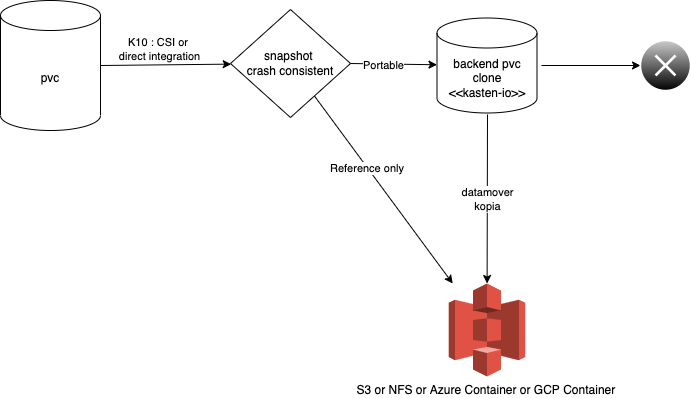 pvc
K10 : CSI or
direct integration
snapshot
crash consistent
Portable
backend pvc
clone
<<kasten-io>>
Reference only
datamover
kopia
S3 or NFS or Azure Container or GCP Container